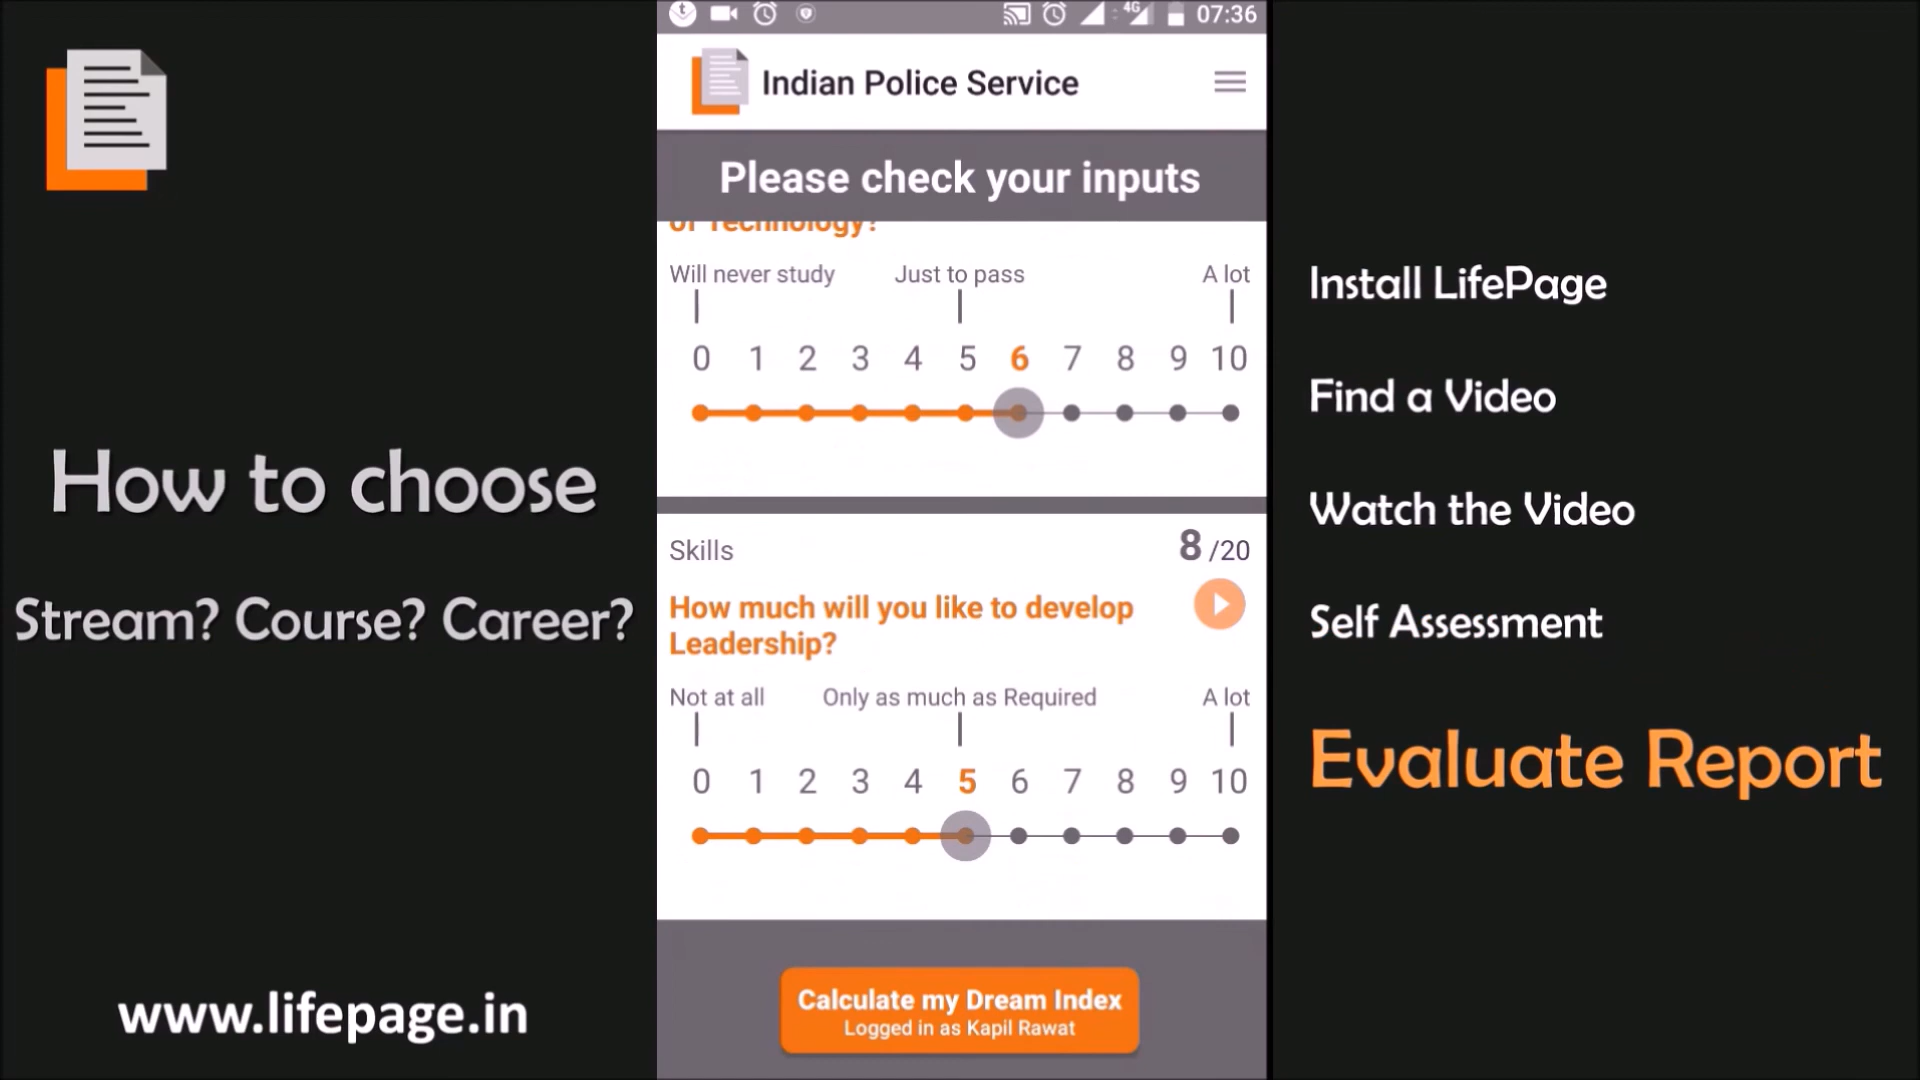 How to choose
Stream? Course? Career?
www.lifepage.in
4G
07:36
Indian Police Service
Please check your inputs
of Technology?
Will never study Just to pass A lot
0 1 2 3 4 5 6 7 8 9 10
Skills 8 /20
How much will you like to develop
Leadership?
Not at all Only as much as Required A lot
0 1 2 3 4 5 6 7 8 9 10
Calculate my Dream Index
Logged in as Kapil Rawat
Install LifePage
Find a Video
Watch the Video
Self Assessment
Evaluate Report